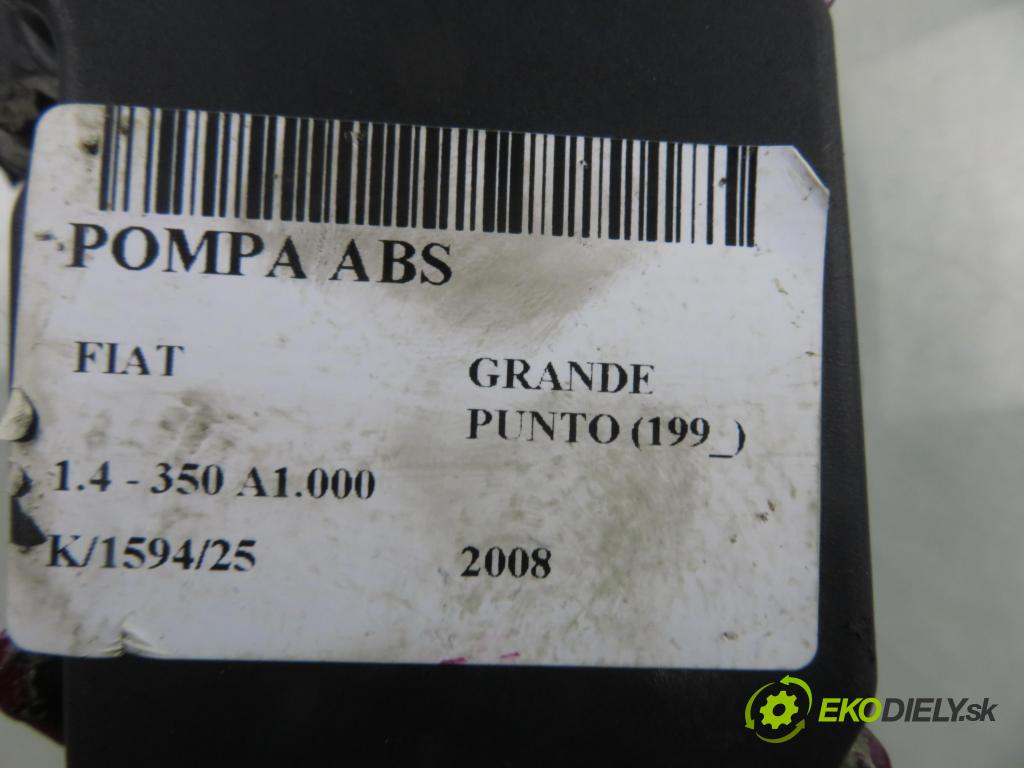 POMPA ABS
FIAT
GRANDE
PUNTO (199_)
1.4 - 350 A1.000
K/1594/25
2008
EKODIELY.sk